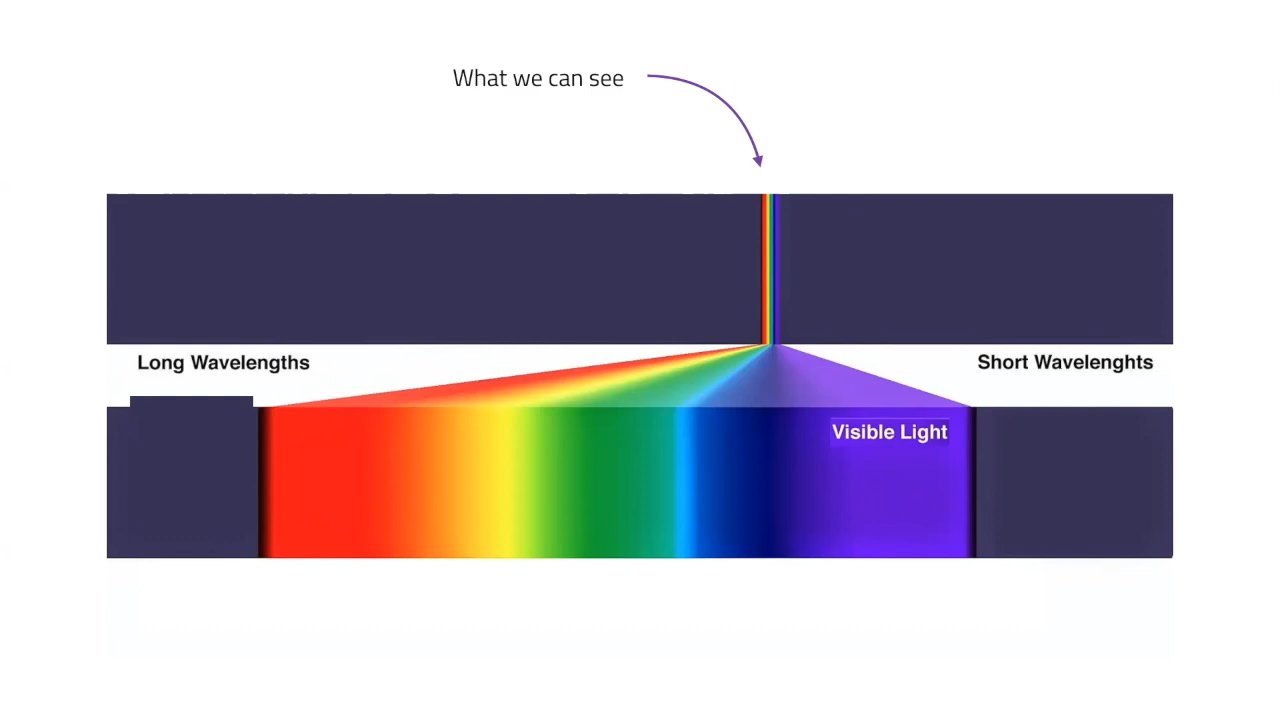 What we can see
Long Wavelengths
Short Wavelenghts
Visible Light